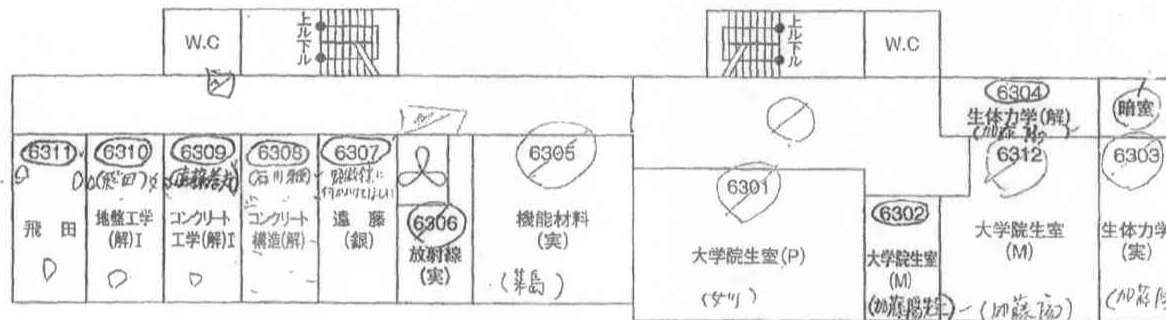 W.C
上ル
下ル
上ル
下ル
W.C
6311
飛田
6310
地盤工学
(解)I
6309
コンクリート
工学(解)I
6308
コンクリート
構造(解)
6307
遠藤
(銀)
6306
放射線
(実)
6305
機能材料
(実)
6301
大学院生室(P)
6302
大学院生室
(M)
6304
生体力学(解)
6312
大学院生室
(M)
(加藤
暗室
6303
生体力学
(実)
(加藤